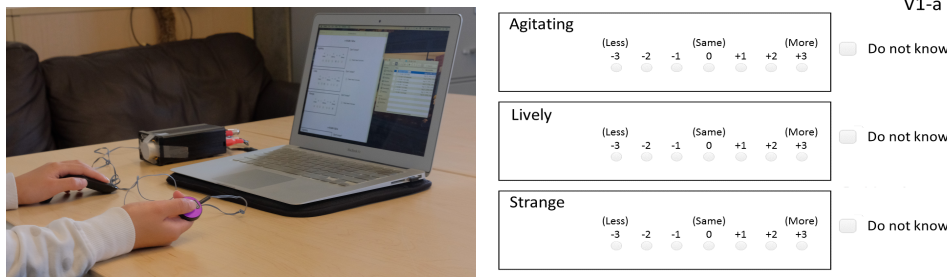 V1-a
Agitating
(Less) (Same) (More)
-3 -2 -1 0 +1 +2 +3
Do not know
Lively
(Less) (Same) (More)
-3 -2 -1 0 +1 +2 +3
Do not know
Strange
(Less) (Same) (More)
-3 -2 -1 0 +1 +2 +3
Do not know